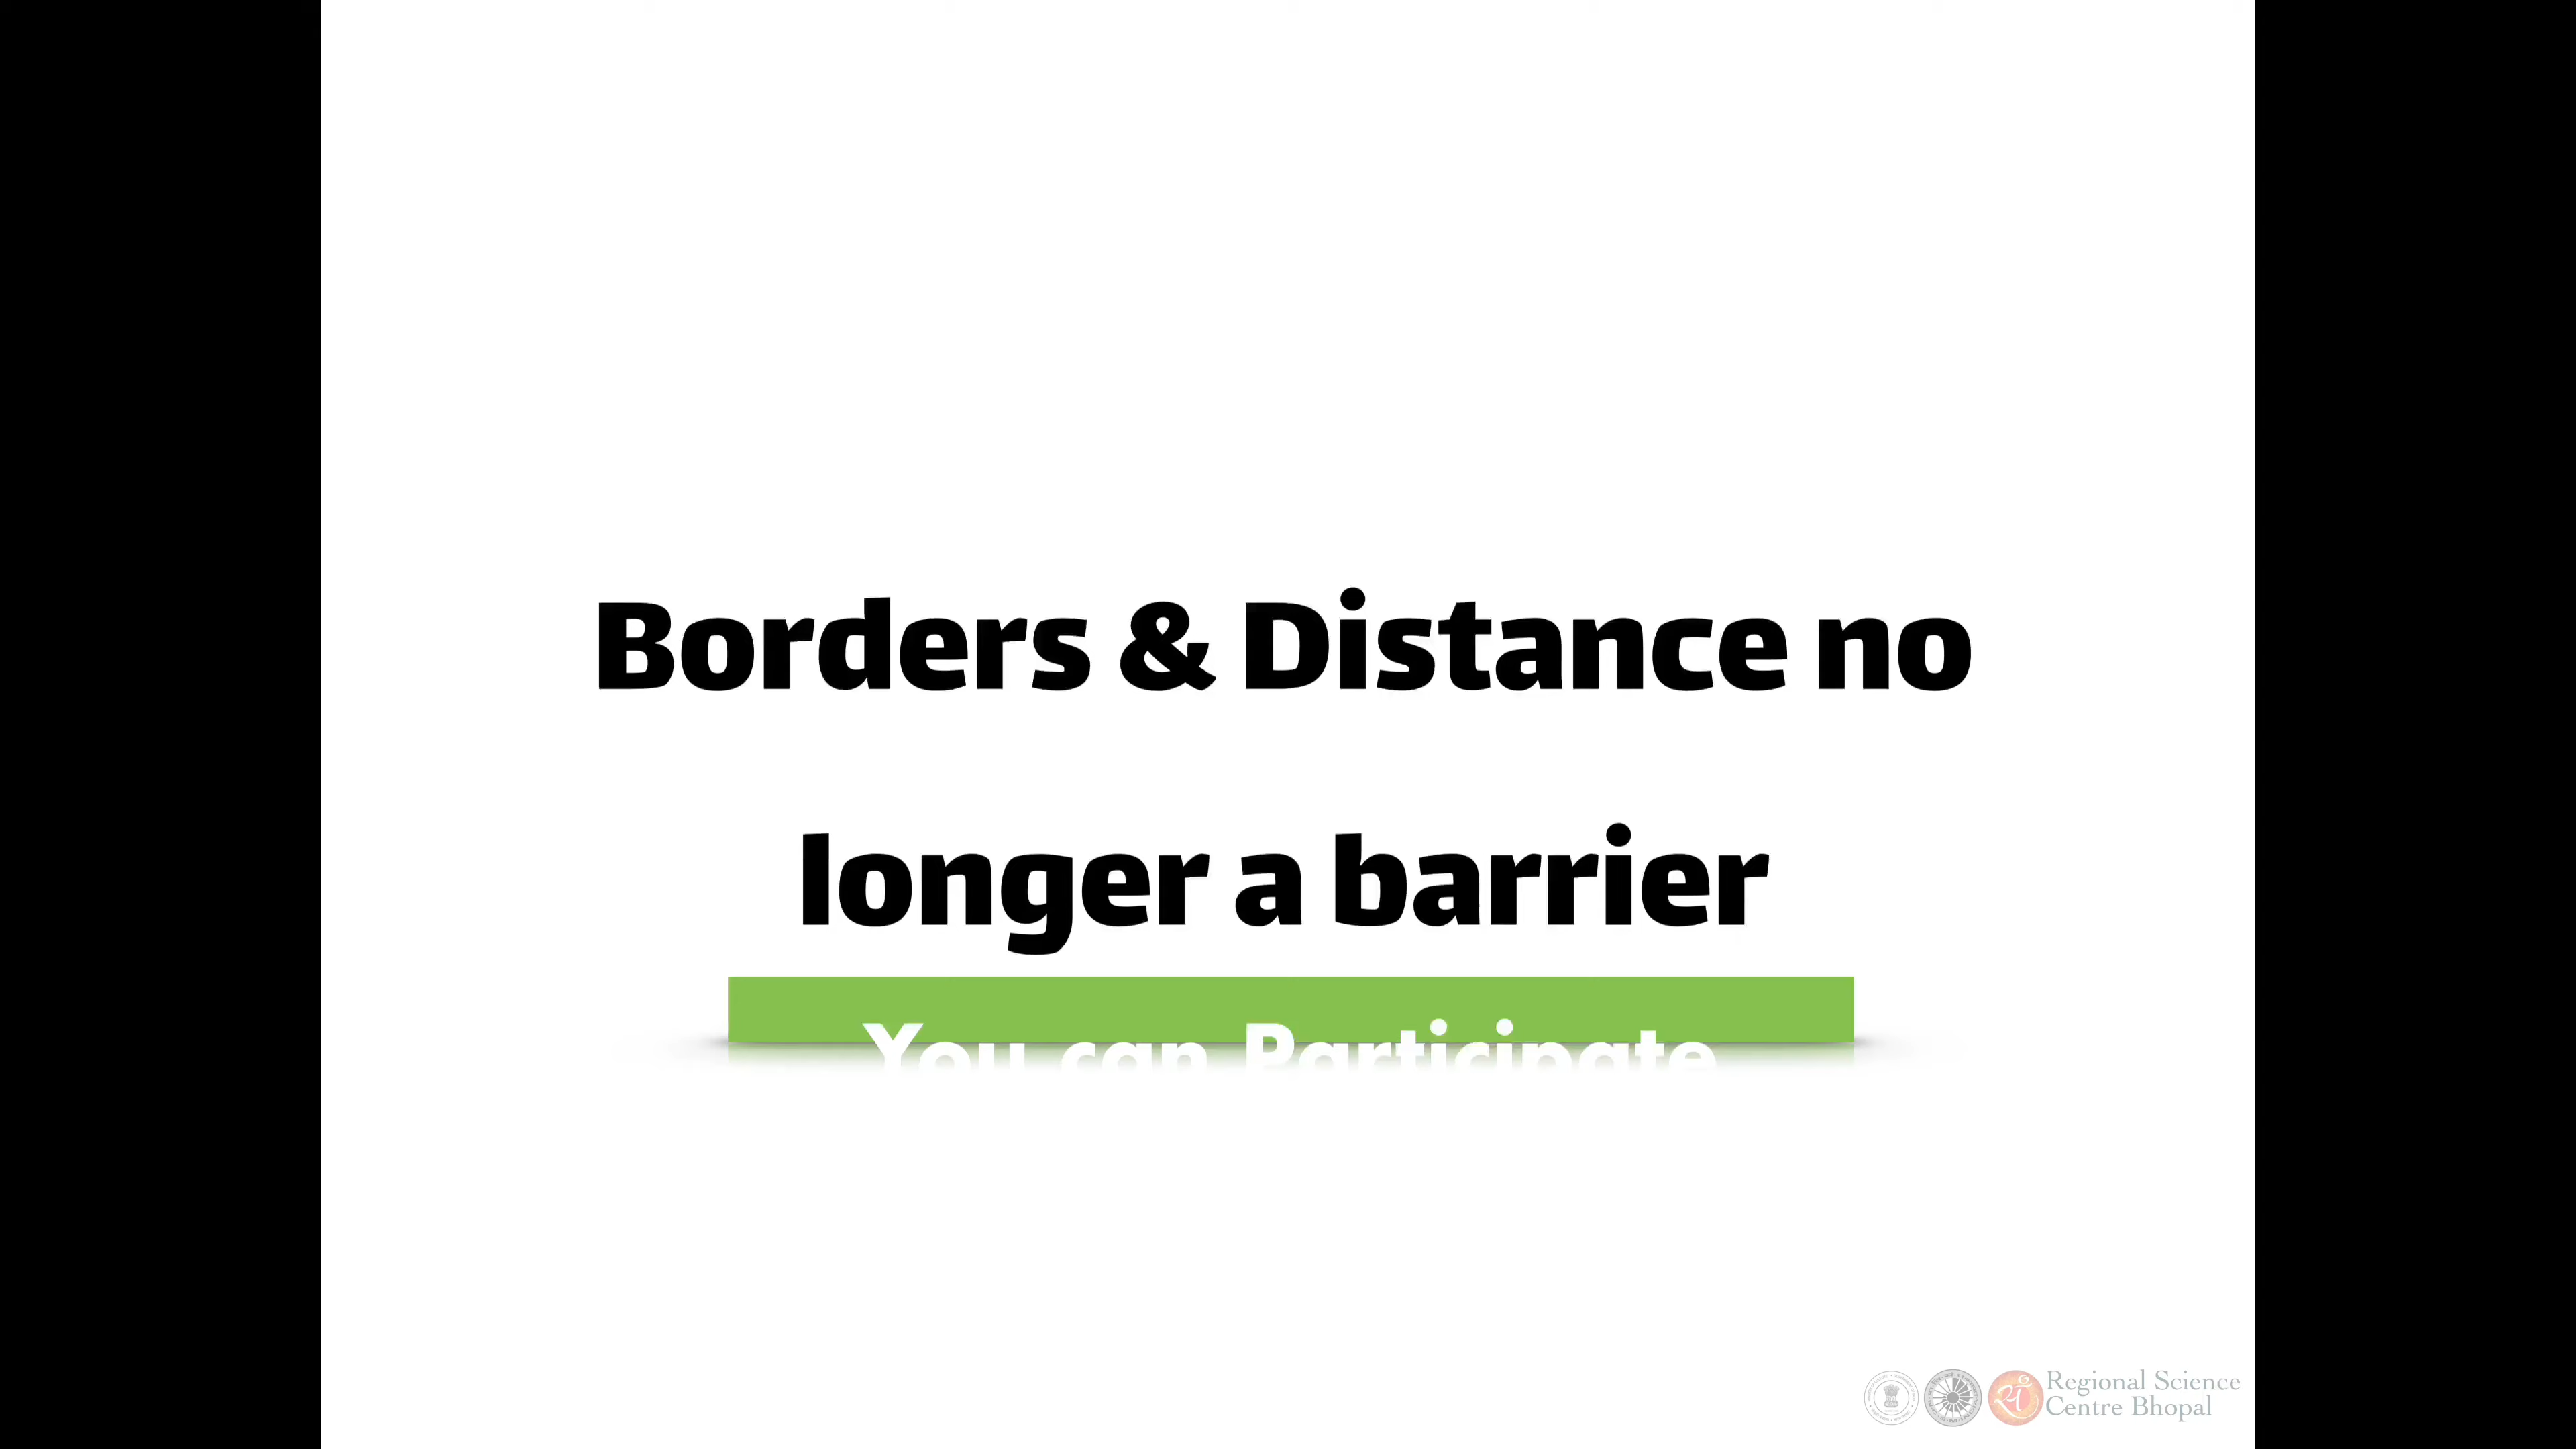 Borders & Distance no
longer a barrier
You can Participate
Regional Science
Centre Bhopal